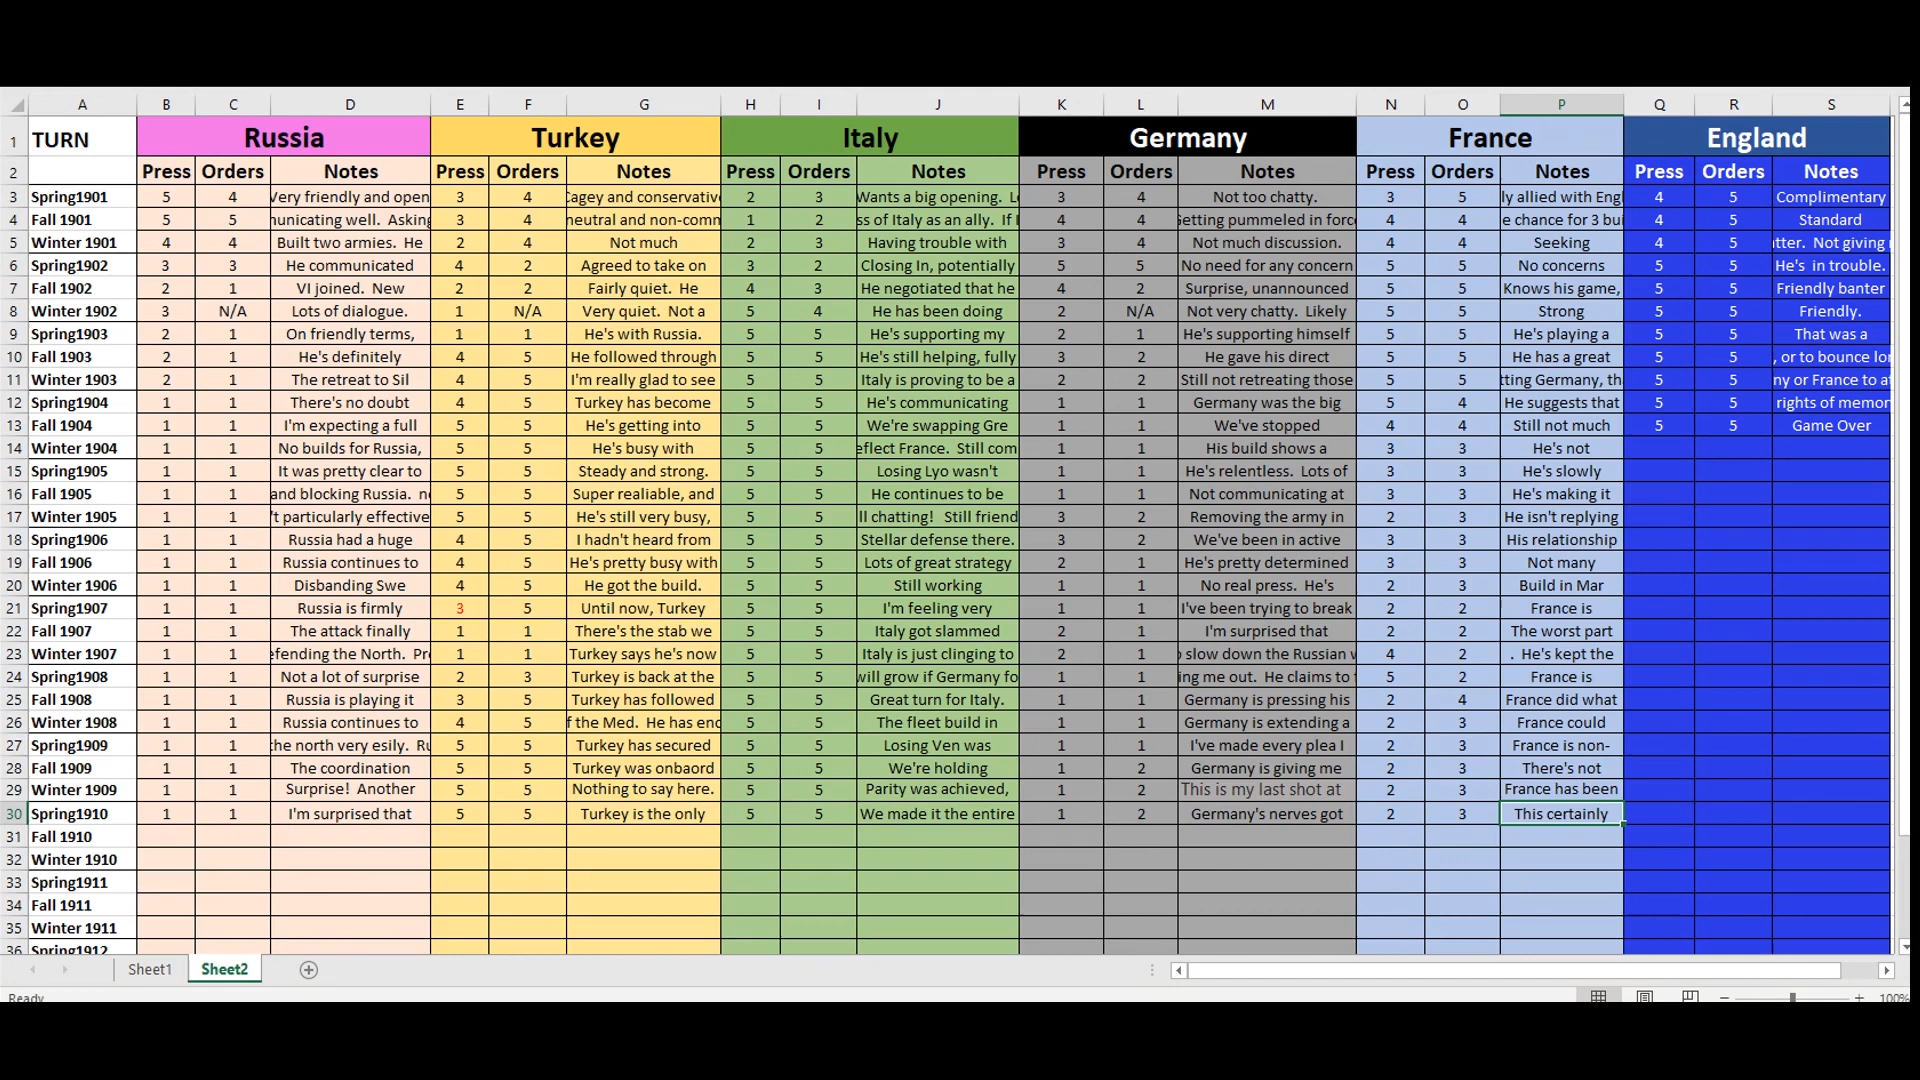 A B C D E F G H I J K L M N O P Q R S
1 TURN Russia Turkey Italy Germany France England
2 Press Orders Notes Press Orders Notes Press Orders Notes Press Orders Notes Press Orders Notes Press Orders Notes
3 Spring1901 5 4 Very friendly and open 3 4 Cagey and conservative 2 3 Wants a big opening. 3 4 Not too chatty. 3 5 ly allied with Engl 4 5 Complimentary
4 Fall 1901 5 5 nunicating well. Asking 3 4 neutral and non-comm 1 2 ss of Italy as an ally. If I 4 4 Getting pummeled in force 4 4 e chance for 3 bui 4 5 Standard
5 Winter 1901 4 4 Built two armies. He 2 4 Not much 2 3 Having trouble with 3 4 Not much discussion. 4 4 Seeking 4 5 tter. Not giving
6 Spring1902 3 3 He communicated 4 2 Agreed to take on 3 2 Closing In, potentially 5 5 No need for any concern 5 5 No concerns 5 5 He's in trouble.
7 Fall 1902 2 1 VI joined. New 2 2 Fairly quiet. He 4 3 He negotiated that he 4 2 Surprise, unannounced 5 5 Knows his game, 5 5 Friendly banter
8 Winter 1902 3 N/A Lots of dialogue. 1 N/A Very quiet. Not a 5 4 He has been doing 2 N/A Not very chatty. Likely 5 5 Strong 5 5 Friendly.
9 Spring1903 2 1 On friendly terms, 1 1 He's with Russia. 5 5 He's supporting my 2 1 He's supporting himself 5 5 He's playing a 5 5 That was a
10 Fall 1903 2 1 He's definitely 4 5 He followed through 5 5 He's still helping, fully 3 2 He gave his direct 5 5 He has a great 5 5 , or to bounce lon
11 Winter 1903 2 1 The retreat to Sil 4 5 I'm really glad to see 5 5 Italy is proving to be a 2 2 Still not retreating those 5 5 tting Germany, tha 5 5 ny or France to at
12 Spring1904 1 1 There's no doubt 4 5 Turkey has become 5 5 He's communicating 1 1 Germany was the big 5 4 He suggests that 5 5 rights of memor
13 Fall 1904 1 1 I'm expecting a full 5 5 He's getting into 5 5 We're swapping Gre 1 1 We've stopped 4 4 Still not much 5 5 Game Over
14 Winter 1904 1 1 No builds for Russia, 5 5 He's busy with 5 5 eflect France. Still com 1 1 His build shows a 3 3 He's not
15 Spring1905 1 1 It was pretty clear to 5 5 Steady and strong. 5 5 Losing Lyo wasn't 1 1 He's relentless. Lots of 3 3 He's slowly
16 Fall 1905 1 1 and blocking Russia. n 5 5 Super realiable, and 5 5 He continues to be 1 1 Not communicating at 3 3 He's making it
17 Winter 1905 1 1 't particularly effective 5 5 He's still very busy, 5 5 ll chatting! Still friend 3 2 Removing the army in 2 3 He isn't replying
18 Spring1906 1 1 Russia had a huge 4 5 I hadn't heard from 5 5 Stellar defense there. 3 2 We've been in active 3 3 His relationship
19 Fall 1906 1 1 Russia continues to 4 5 He's pretty busy with 5 5 Lots of great strategy 2 1 He's pretty determined 3 3 Not many
20 Winter 1906 1 1 Disbanding Swe 4 5 He got the build. 5 5 Still working 1 1 No real press. He's 2 3 Build in Mar
21 Spring1907 1 1 Russia is firmly 3 5 Until now, Turkey 5 5 I'm feeling very 1 1 I've been trying to break 2 2 France is
22 Fall 1907 1 1 The attack finally 1 1 There's the stab we 5 5 Italy got slammed 2 1 I'm surprised that 2 2 The worst part
23 Winter 1907 1 1 efending the North. Pr 1 1 Turkey says he's now 5 5 Italy is just clinging to 2 1 o slow down the Russian w 4 2 . He's kept the
24 Spring1908 1 1 Not a lot of surprise 2 3 Turkey is back at the 5 5 will grow if Germany fo 1 1 ing me out. He claims to 5 2 France is
25 Fall 1908 1 1 Russia is playing it 3 5 Turkey has followed 5 5 Great turn for Italy. 1 1 Germany is pressing his 2 4 France did what
26 Winter 1908 1 1 Russia continues to 4 5 f the Med. He has enc 5 5 The fleet build in 1 1 Germany is extending a 2 3 France could
27 Spring1909 1 1 the north very esily. Ru 5 5 Turkey has secured 5 5 Losing Ven was 1 1 I've made every plea I 2 3 France is non-
28 Fall 1909 1 1 The coordination 5 5 Turkey was onbaord 5 5 We're holding 1 2 Germany is giving me 2 3 There's not
29 Winter 1909 1 1 Surprise! Another 5 5 Nothing to say here. 5 5 Parity was achieved, 1 2 This is my last shot at 2 3 France has been
30 Spring1910 1 1 I'm surprised that 5 5 Turkey is the only 5 5 We made it the entire 1 2 Germany's nerves got 2 3 This certainly
31 Fall 1910
32 Winter 1910
33 Spring1911
34 Fall 1911
35 Winter 1911
36 Spring1912
Sheet1 Sheet2
Ready 100%